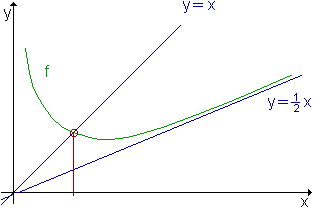 y
y = x
f
y = 1/2 x
x